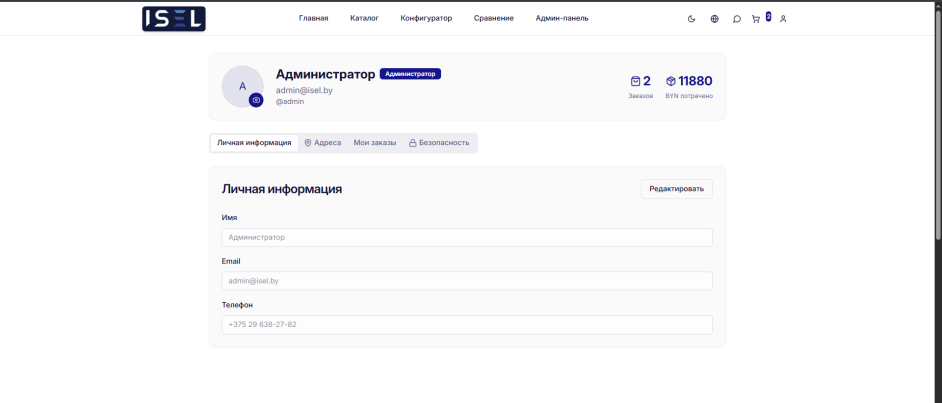 ISEL Главная Каталог Конфигуратор Сравнение Админ-панель 2
Администратор Администратор
A
admin@isel.by
@admin
2 11880
Заказов BYN потрачено
Личная информация Адреса Мои заказы Безопасность
Личная информация Редактировать
Имя
Администратор
Email
admin@isel.by
Телефон
+375 29 638-27-82